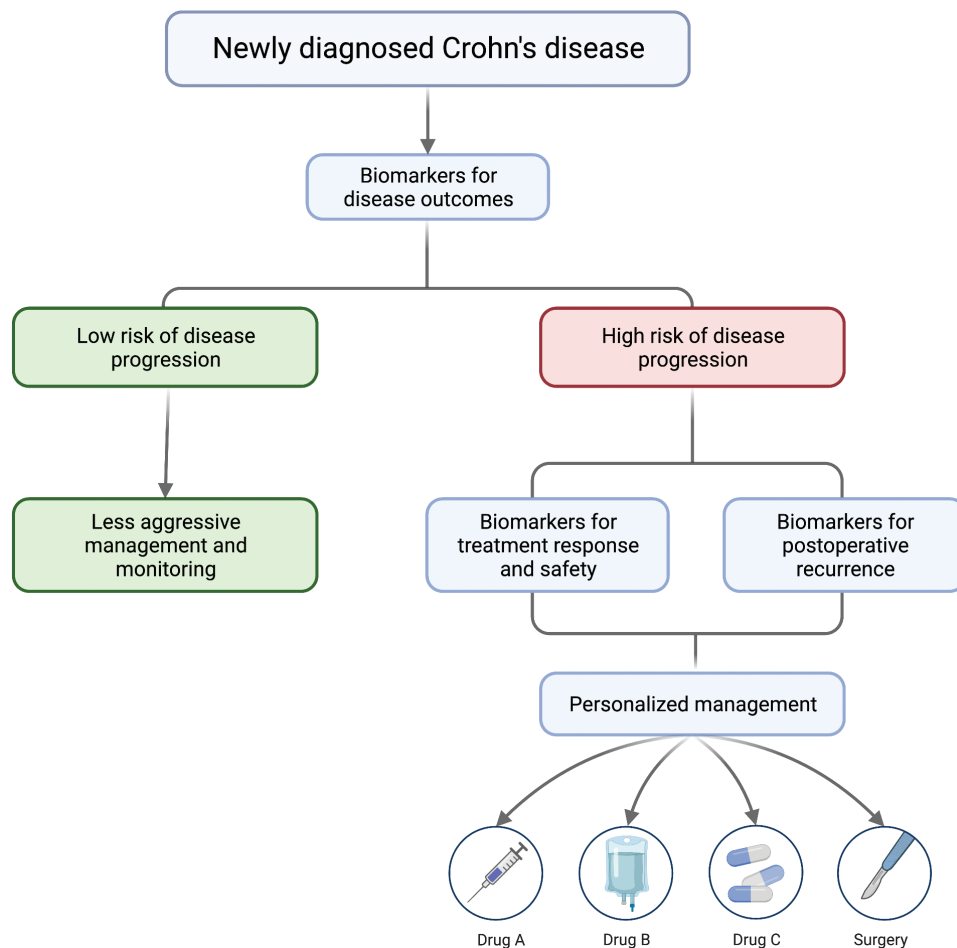 Newly diagnosed Crohn's disease
Biomarkers for
disease outcomes
Low risk of disease
progression
High risk of disease
progression
Less aggressive
management and
monitoring
Biomarkers for
treatment response
and safety
Biomarkers for
postoperative
recurrence
Personalized management
Drug A
Drug B
Drug C
Surgery